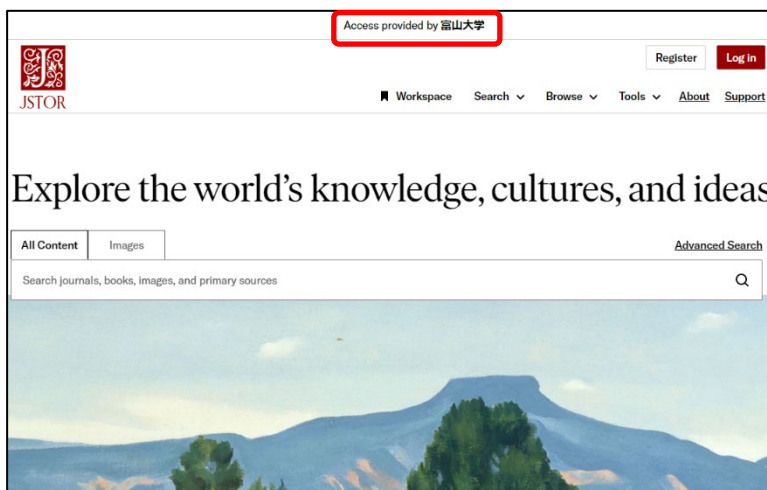 Access provided by 富山大学
Register
Log in
JSTOR
Workspace
Search
Browse
Tools
About
Support
Explore the world's knowledge, cultures, and ideas
All Content
Images
Advanced Search
Search journals, books, images, and primary sources